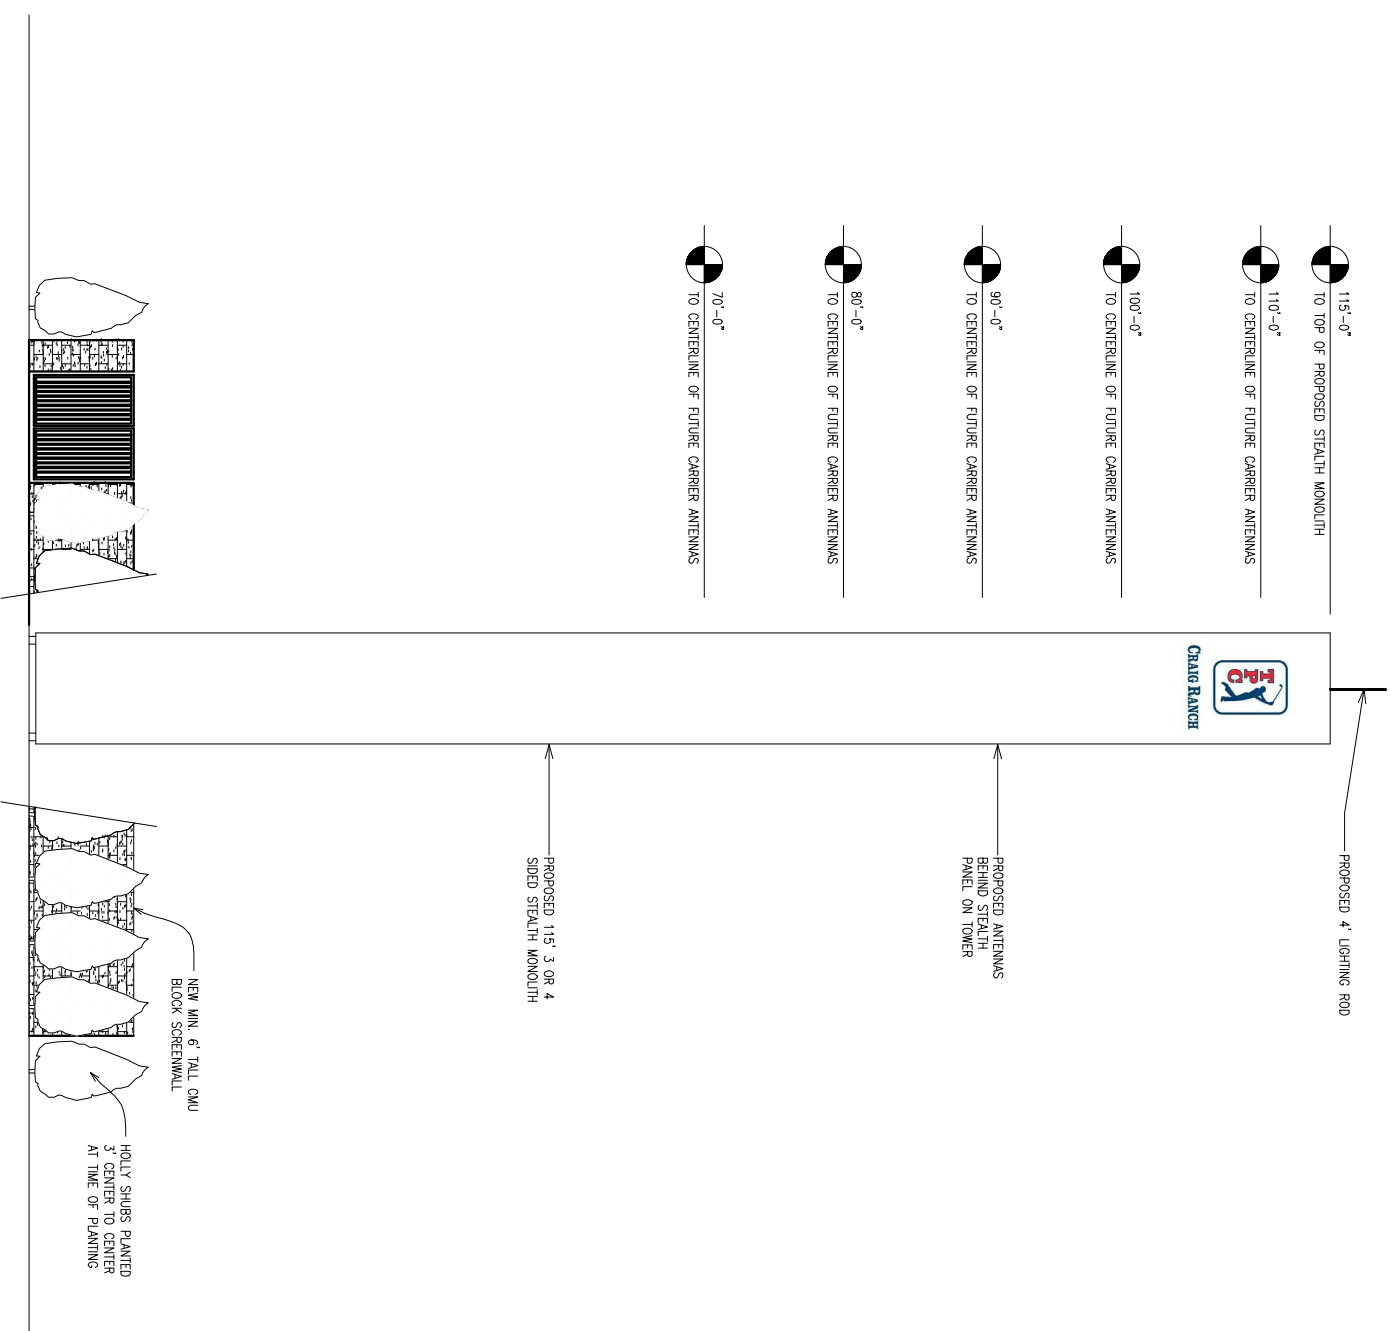 PROPOSED 4' LIGHTING ROD
115'-0"
TO TOP OF PROPOSED STEALTH MONOLITH
110'-0"
TO CENTERLINE OF FUTURE CARRIER ANTENNAS
TPC
CRAIG RANCH
100'-0"
TO CENTERLINE OF FUTURE CARRIER ANTENNAS
90'-0"
TO CENTERLINE OF FUTURE CARRIER ANTENNAS
PROPOSED ANTENNAS
BEHIND STEALTH
PANEL ON TOWER
80'-0"
TO CENTERLINE OF FUTURE CARRIER ANTENNAS
70'-0"
TO CENTERLINE OF FUTURE CARRIER ANTENNAS
PROPOSED 115' 3 OR 4
SIDED STEALTH MONOLITH
NEW MIN. 6' TALL CMU
BLOCK SCREENWALL
HOLLY SHUBS PLANTED
3' CENTER TO CENTER
AT TIME OF PLANTING